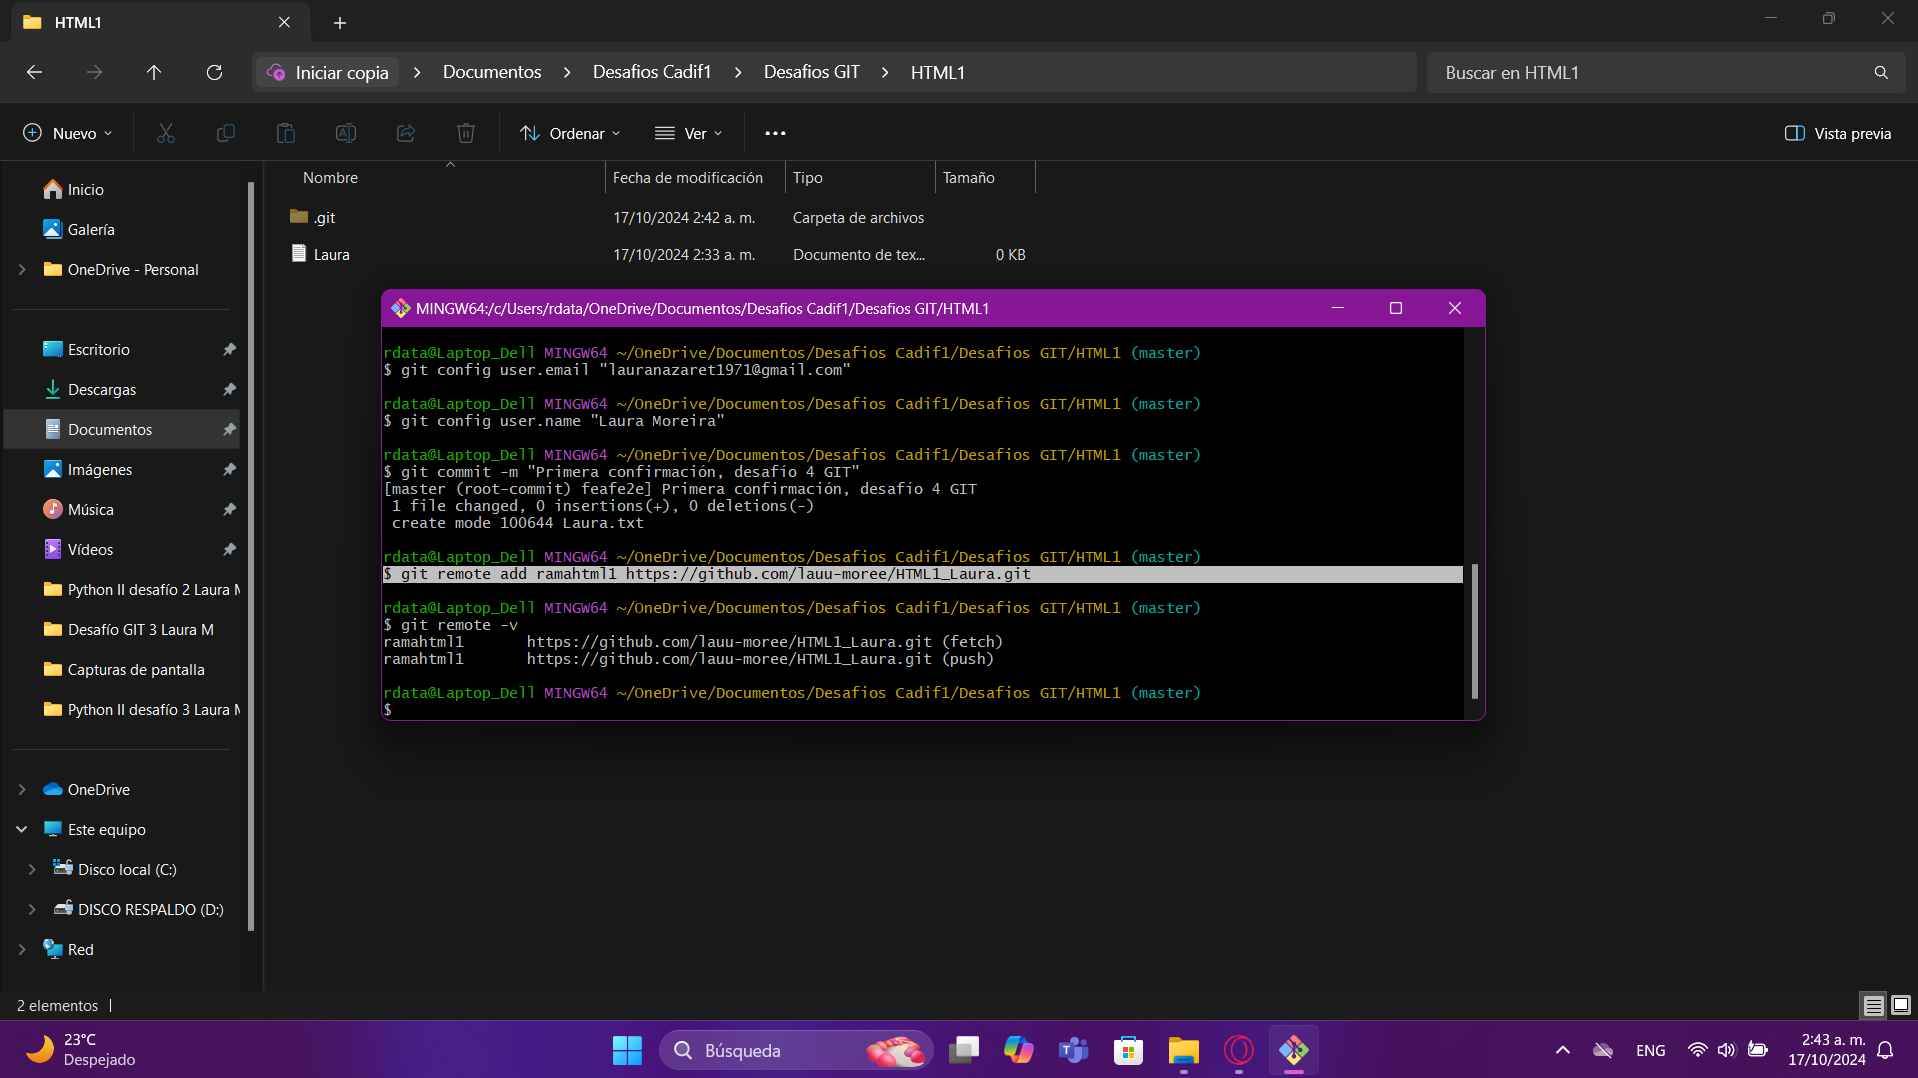 HTML1
Iniciar copia > Documentos > Desafios Cadif1 > Desafios GIT > HTML1
Buscar en HTML1
Nuevo
Ordenar
Ver
Vista previa
Inicio
Galería
OneDrive - Personal
Escritorio
Descargas
Documentos
Imágenes
Música
Vídeos
Python II desafío 2 Laura
Desafío GIT 3 Laura M
Capturas de pantalla
Python II desafío 3 Laura
OneDrive
Este equipo
Disco local (C:)
DISCO RESPALDO (D:)
Red
Nombre Fecha de modificación Tipo Tamaño
.git 17/10/2024 2:42 a. m. Carpeta de archivos
Laura 17/10/2024 2:33 a. m. Documento de tex... 0 KB
MINGW64:/c/Users/rdata/OneDrive/Documentos/Desafios Cadif1/Desafios GIT/HTML1
rdata@Laptop_Dell MINGW64 ~/OneDrive/Documentos/Desafios Cadif1/Desafios GIT/HTML1 (master)
$ git config user.email "lauranazaret1971@gmail.com"
rdata@Laptop_Dell MINGW64 ~/OneDrive/Documentos/Desafios Cadif1/Desafios GIT/HTML1 (master)
$ git config user.name "Laura Moreira"
rdata@Laptop_Dell MINGW64 ~/OneDrive/Documentos/Desafios Cadif1/Desafios GIT/HTML1 (master)
$ git commit -m "Primera confirmación, desafío 4 GIT"
[master (root-commit) feafe2e] Primera confirmación, desafío 4 GIT
1 file changed, 0 insertions(+), 0 deletions(-)
create mode 100644 Laura.txt
rdata@Laptop_Dell MINGW64 ~/OneDrive/Documentos/Desafios Cadif1/Desafios GIT/HTML1 (master)
$ git remote add ramahtml1 https://github.com/lauu-moree/HTML1_Laura.git
rdata@Laptop_Dell MINGW64 ~/OneDrive/Documentos/Desafios Cadif1/Desafios GIT/HTML1 (master)
$ git remote -v
ramahtml1 https://github.com/lauu-moree/HTML1_Laura.git (fetch)
ramahtml1 https://github.com/lauu-moree/HTML1_Laura.git (push)
rdata@Laptop_Dell MINGW64 ~/OneDrive/Documentos/Desafios Cadif1/Desafios GIT/HTML1 (master)
$
2 elementos
23°C
Despejado
Búsqueda
ENG
2:43 a. m.
17/10/2024